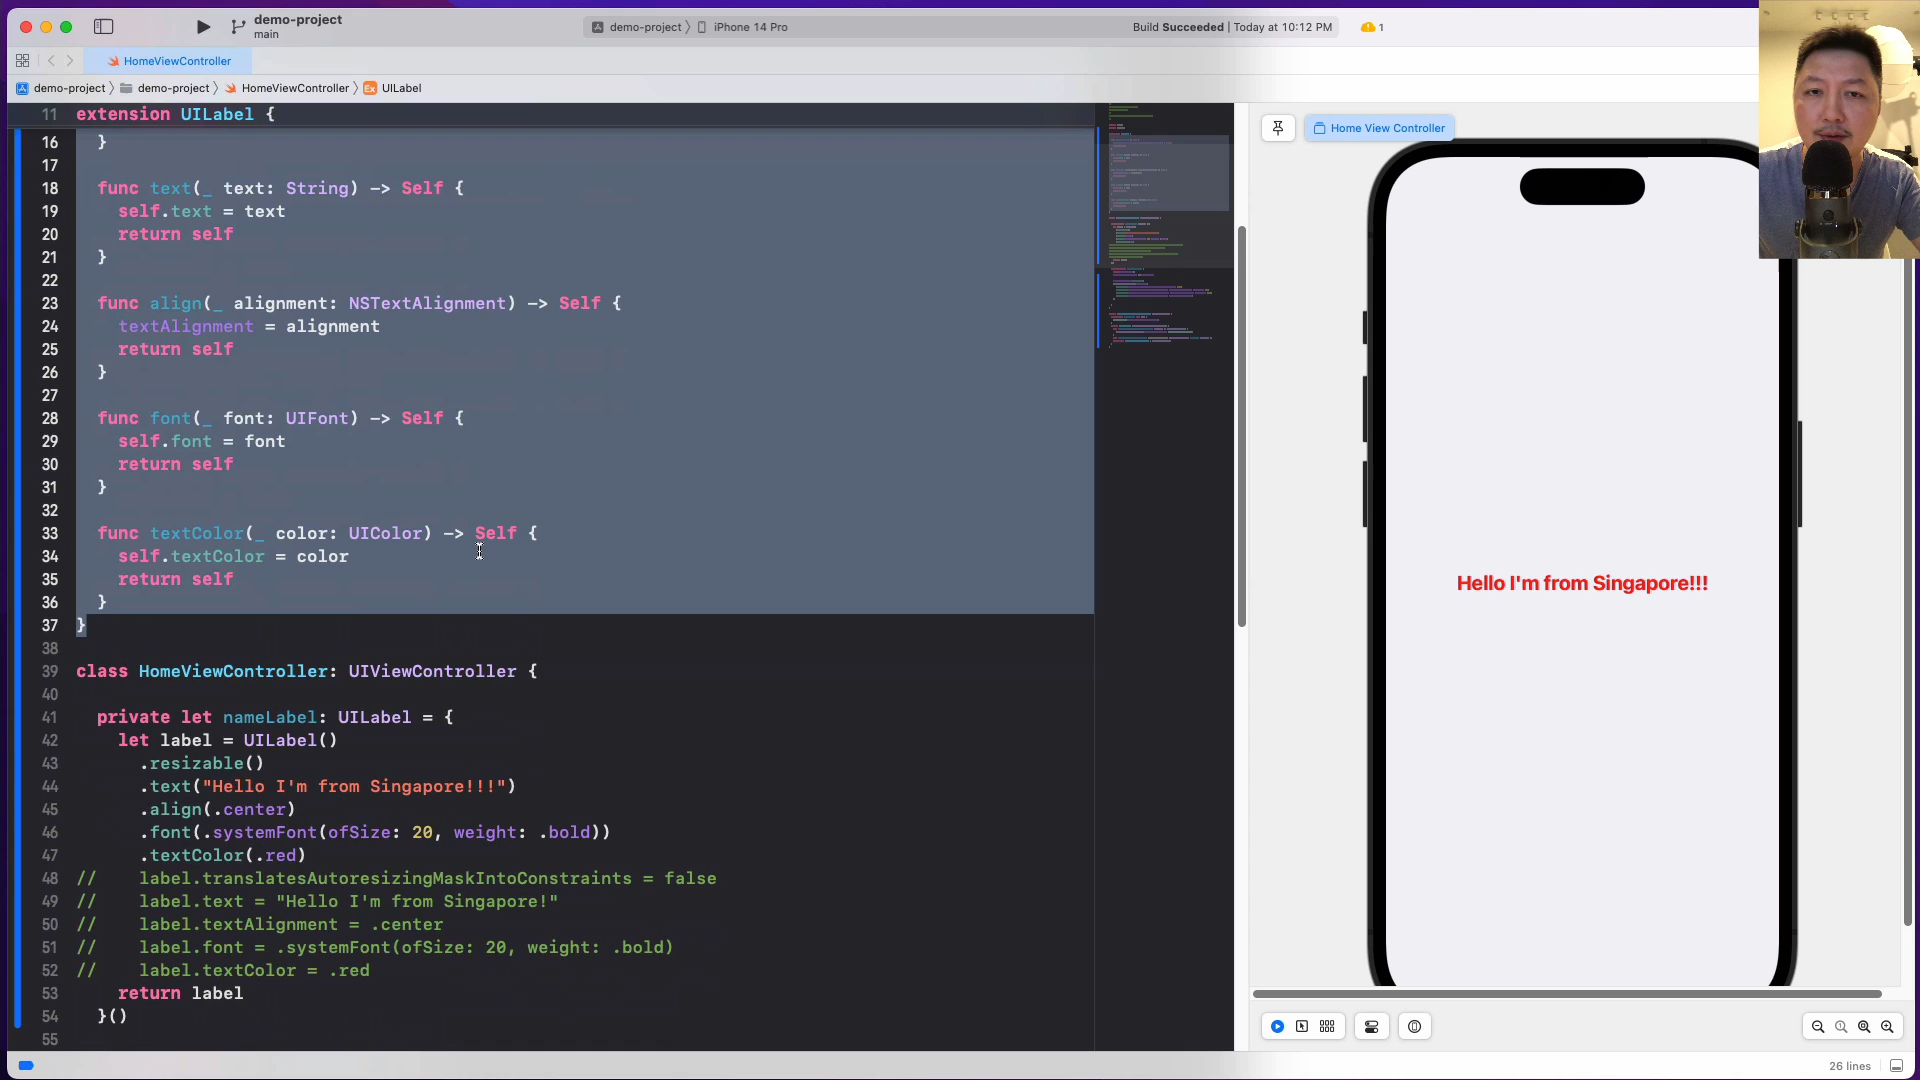 demo-project
main
demo-project
iPhone 14 Pro
Build Succeeded | Today at 10:12 PM
1
HomeViewController
demo-project
demo-project
HomeViewController
Ex UILabel
11 extension UILabel {
16 }
17
18 func text(_ text: String) -> Self {
19 self.text = text
20 return self
21 }
22
23 func align(_ alignment: NSTextAlignment) -> Self {
24 textAlignment = alignment
25 return self
26 }
27
28 func font(_ font: UIFont) -> Self {
29 self.font = font
30 return self
31 }
32
33 func textColor(_ color: UIColor) -> Self {
34 self.textColor = color
35 return self
36 }
37 }
38
39 class HomeViewController: UIViewController {
40
41 private let nameLabel: UILabel = {
42 let label = UILabel()
43 .resizable()
44 .text("Hello I'm from Singapore!!!")
45 .align(.center)
46 .font(.systemFont(ofSize: 20, weight: .bold))
47 .textColor(.red)
48 // label.translatesAutoresizingMaskIntoConstraints = false
49 // label.text = "Hello I'm from Singapore!"
50 // label.textAlignment = .center
51 // label.font = .systemFont(ofSize: 20, weight: .bold)
52 // label.textColor = .red
53 return label
54 }()
55
Home View Controller
Hello I'm from Singapore!!!
26 lines